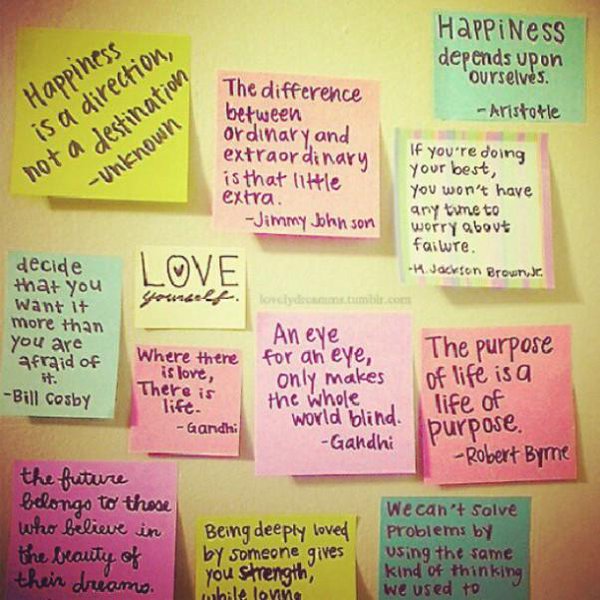 Happiness
is a direction,
not a destination
-unknown
The difference
between
ordinary and
extraordinary
is that little
extra.
-Jimmy Johnson
HAPPiNESS
depends upon
ourselves.
-Aristotle
If you're doing
your best,
you won't have
any time to
worry about
failure.
-H. Jackson Brown, Jr.
decide
that you
want it
more than
you are
afraid of
it.
-Bill Cosby
LOVE
yourself.
lovelydreamms.tumblr.com
Where there
is love,
There is
life-
-Gandhi
An eye
for an eye,
only makes
the whole
world blind.
-Gandhi
The purpose
of life is a
life of
purpose.
-Robert Byrne
the future
belongs to those
who believe in
the beauty of
their dreams.
Being deeply loved
by someone gives
you strength,
while loving
We can't solve
problems by
using the same
kind of thinking
we used to